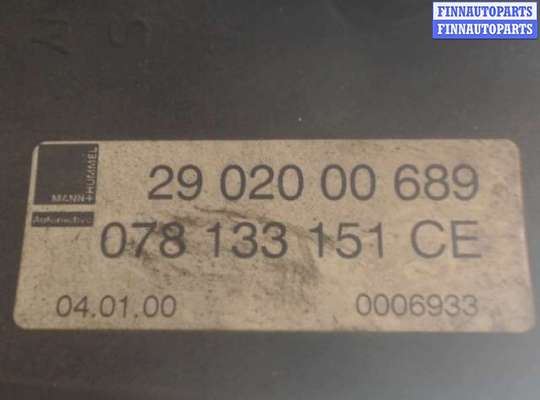 FINNAUTOPARTS
FINNAUTOPARTS
MANN+
HUMMEL
Automotive
29 020 00 689
078 133 151 CE
04.01.00
0006933